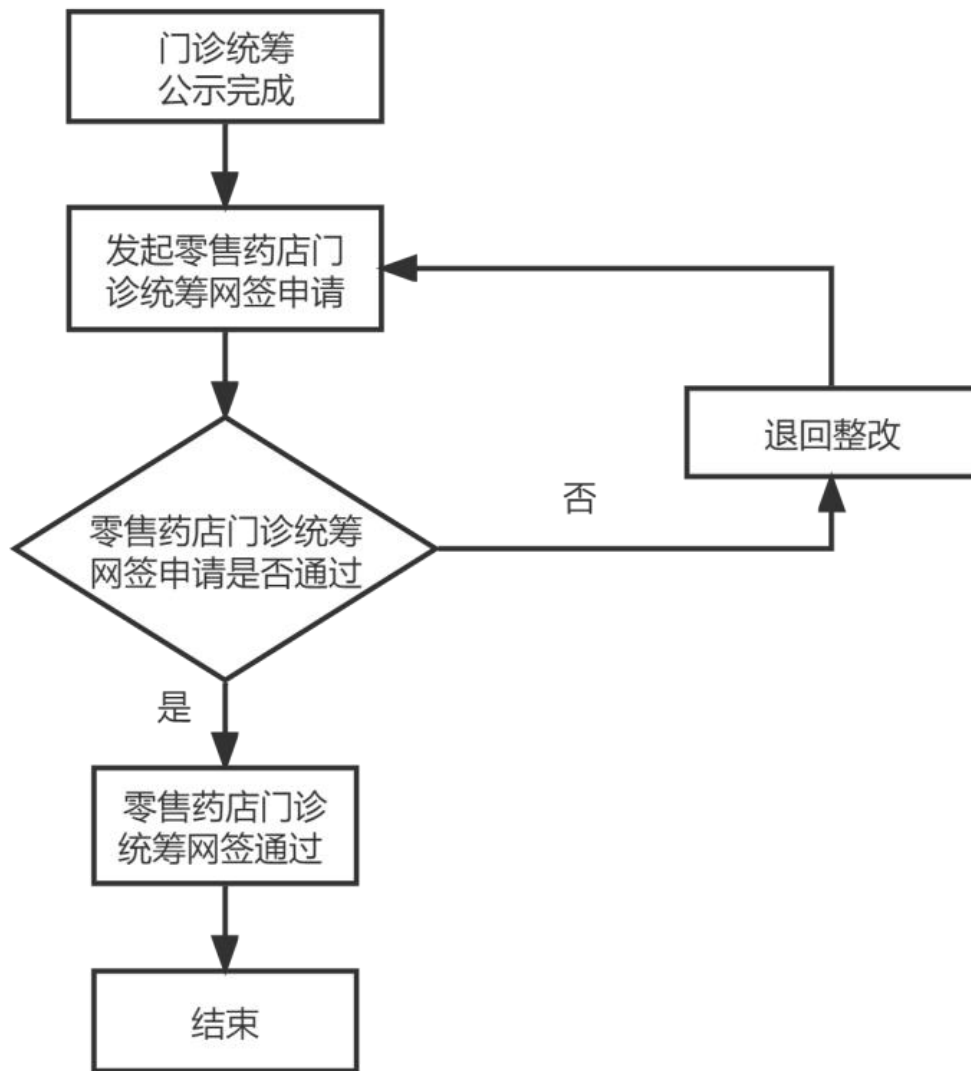 门诊统筹
公示完成
发起零售药店门
诊统筹网签申请
退回整改
否
零售药店门诊统筹
网签申请是否通过
是
零售药店门诊
统筹网签通过
结束